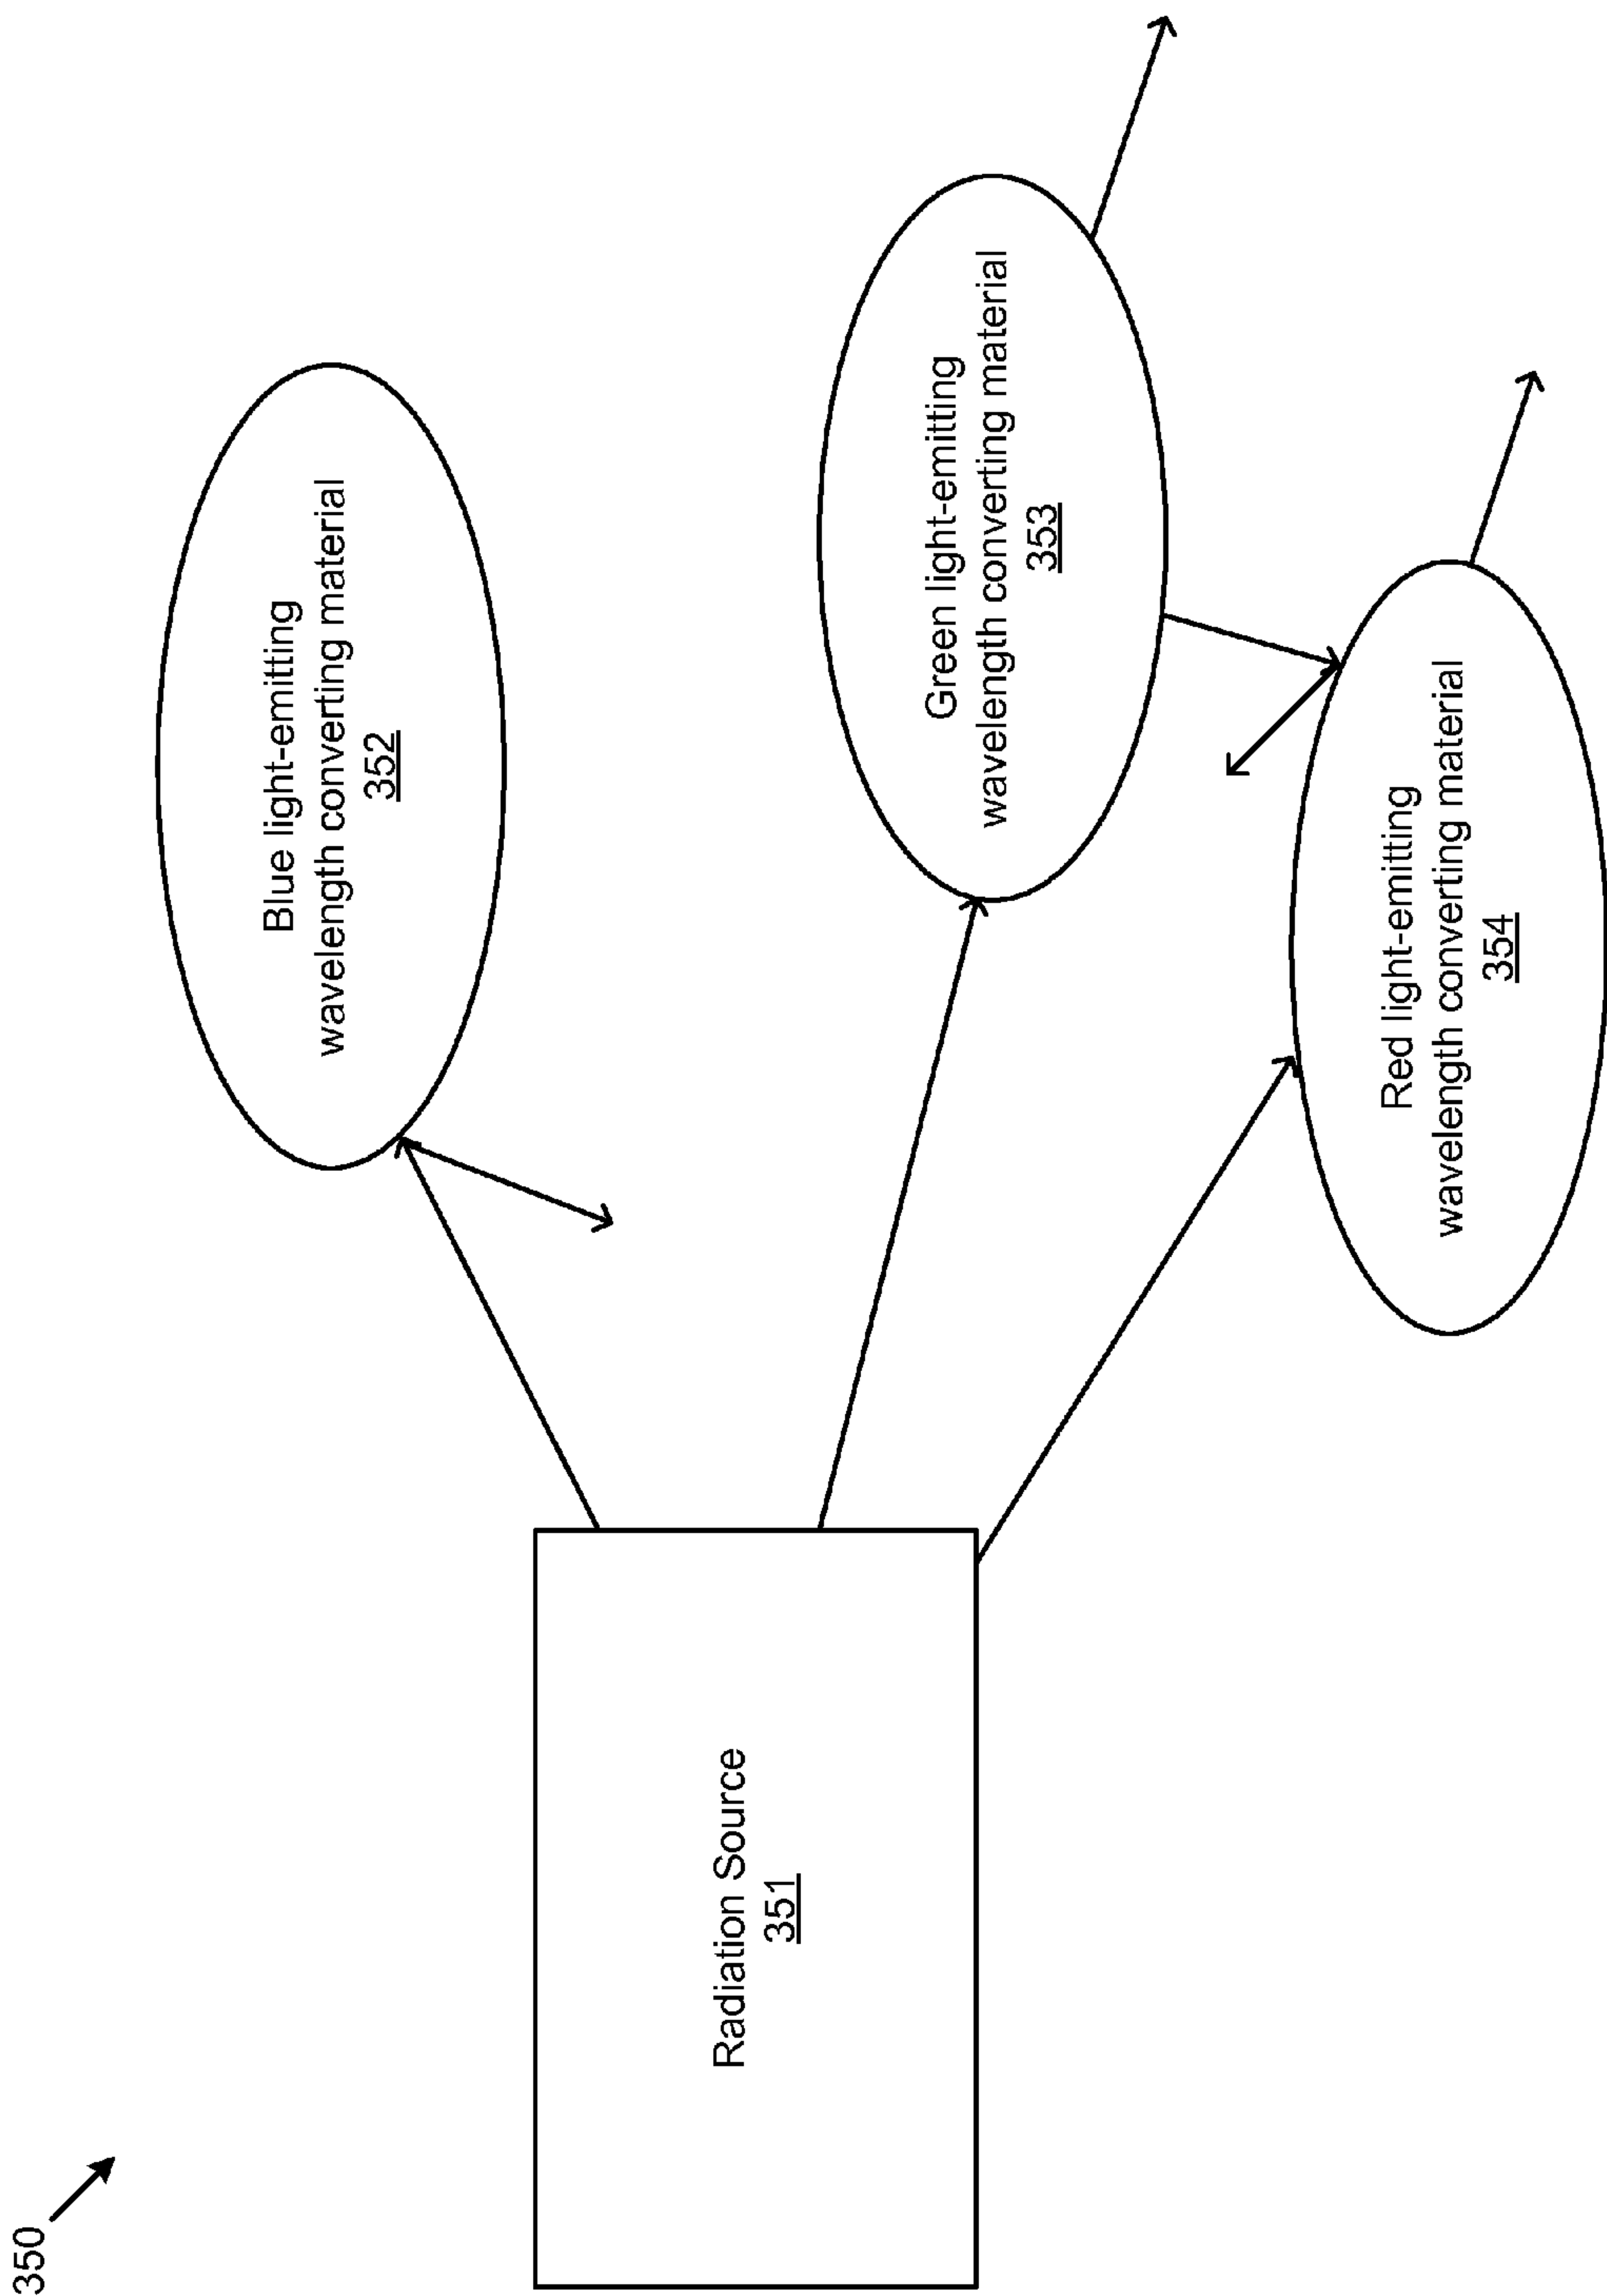 350
Radiation Source
351
Blue light-emitting
wavelength converting material
352
Green light-emitting
wavelength converting material
353
Red light-emitting
wavelength converting material
354